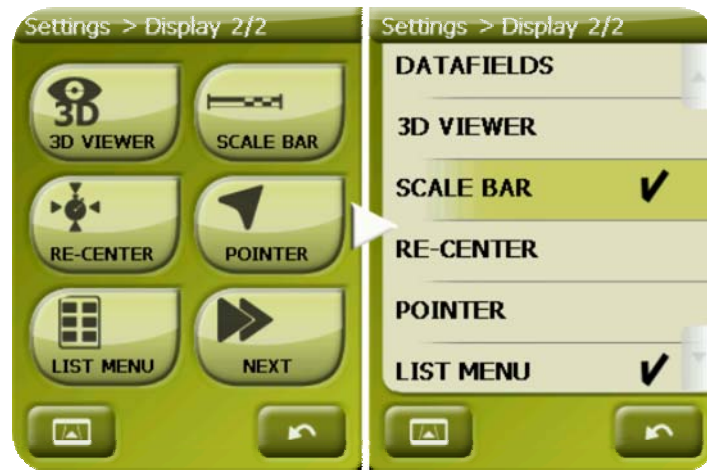 Settings > Display 2/2
3D
3D VIEWER
SCALE BAR
RE-CENTER
POINTER
LIST MENU
NEXT
Settings > Display 2/2
DATAFIELDS
3D VIEWER
SCALE BAR
RE-CENTER
POINTER
LIST MENU